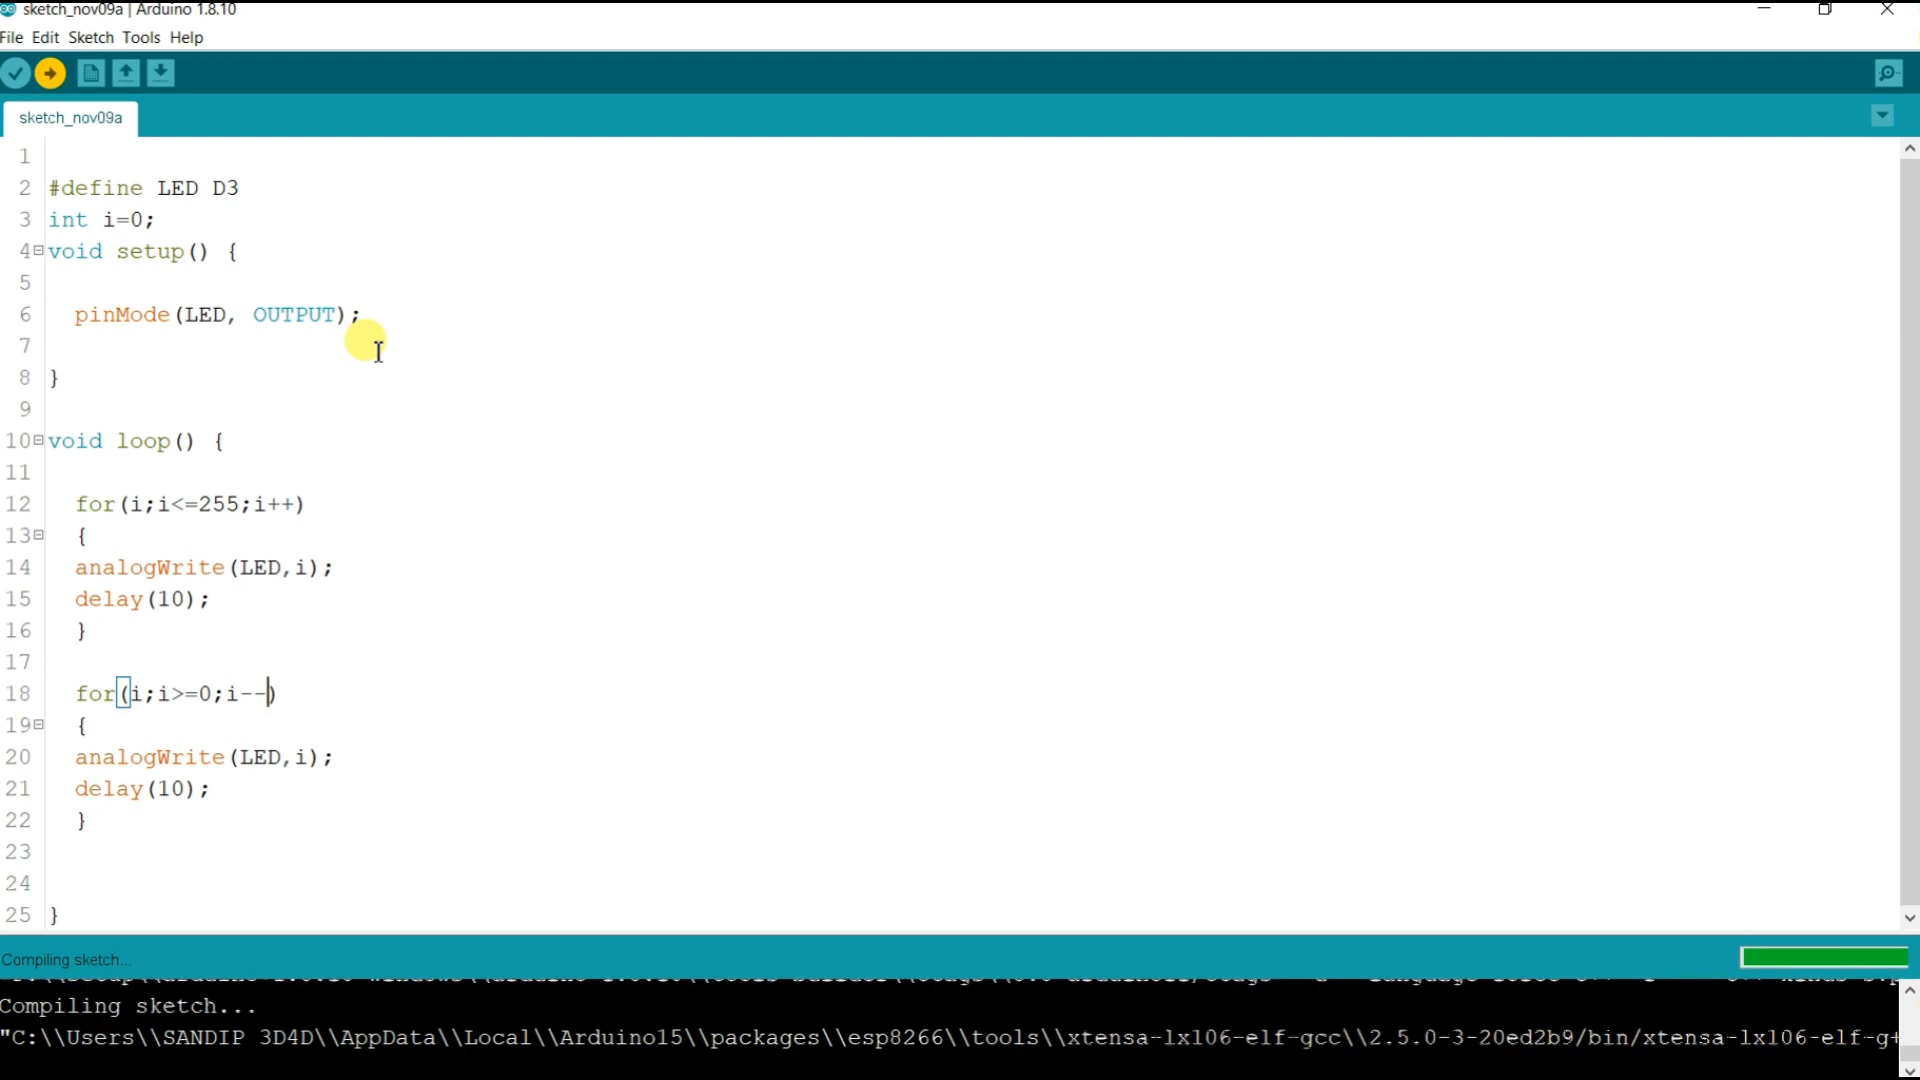 sketch_nov09a | Arduino 1.8.10
File Edit Sketch Tools Help
sketch_nov09a
1
2 #define LED D3
3 int i=0;
4 void setup() {
5
6 pinMode(LED, OUTPUT);
7
8 }
9
10 void loop() {
11
12 for(i;i<=255;i++)
13 {
14 analogWrite(LED,i);
15 delay(10);
16 }
17
18 for(i;i>=0;i--)
19 {
20 analogWrite(LED,i);
21 delay(10);
22 }
23
24
25 }
Compiling sketch...
Compiling sketch...
"C:\\Users\\SANDIP 3D4D\\AppData\\Local\\Arduino15\\packages\\esp8266\\tools\\xtensa-lx106-elf-gcc\\2.5.0-3-20ed2b9/bin/xtensa-lx106-elf-g+